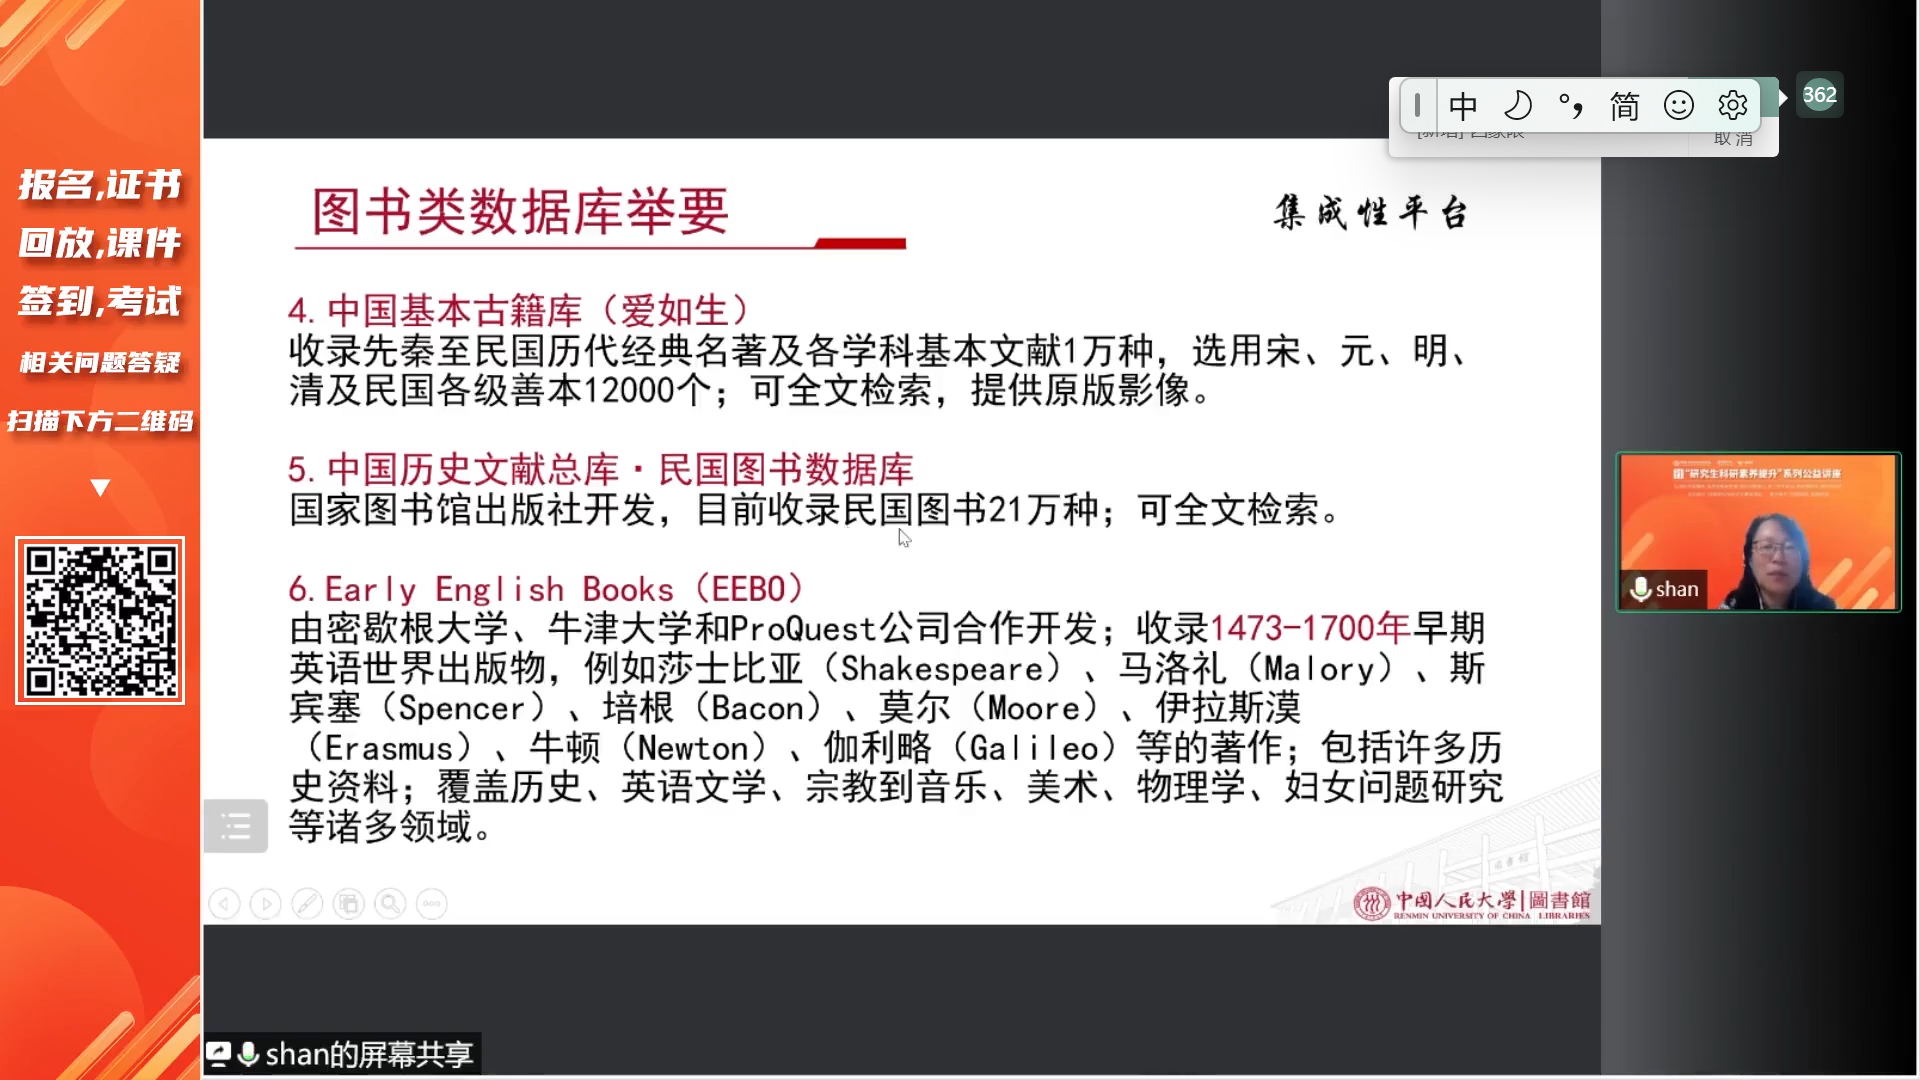 报名,证书
回放,课件
签到,考试
相关问题答疑
扫描下方二维码
中 简
362
取消
图书类数据库举要
集成性平台
4. 中国基本古籍库（爱如生）
收录先秦至民国历代经典名著及各学科基本文献1万种，选用宋、元、明、
清及民国各级善本12000个；可全文检索，提供原版影像。
5. 中国历史文献总库·民国图书数据库
国家图书馆出版社开发，目前收录民国图书21万种；可全文检索。
6. Early English Books（EEBO）
由密歇根大学、牛津大学和ProQuest公司合作开发；收录1473-1700年早期
英语世界出版物，例如莎士比亚（Shakespeare）、马洛礼（Malory）、斯
宾塞（Spencer）、培根（Bacon）、莫尔（Moore）、伊拉斯漠
（Erasmus）、牛顿（Newton）、伽利略（Galileo）等的著作；包括许多历
史资料；覆盖历史、英语文学、宗教到音乐、美术、物理学、妇女问题研究
等诸多领域。
中国人民大学|圖書館
RENMIN UNIVERSITY OF CHINA LIBRARIES
"研究生科研素养提升"系列公益讲座
shan
shan的屏幕共享